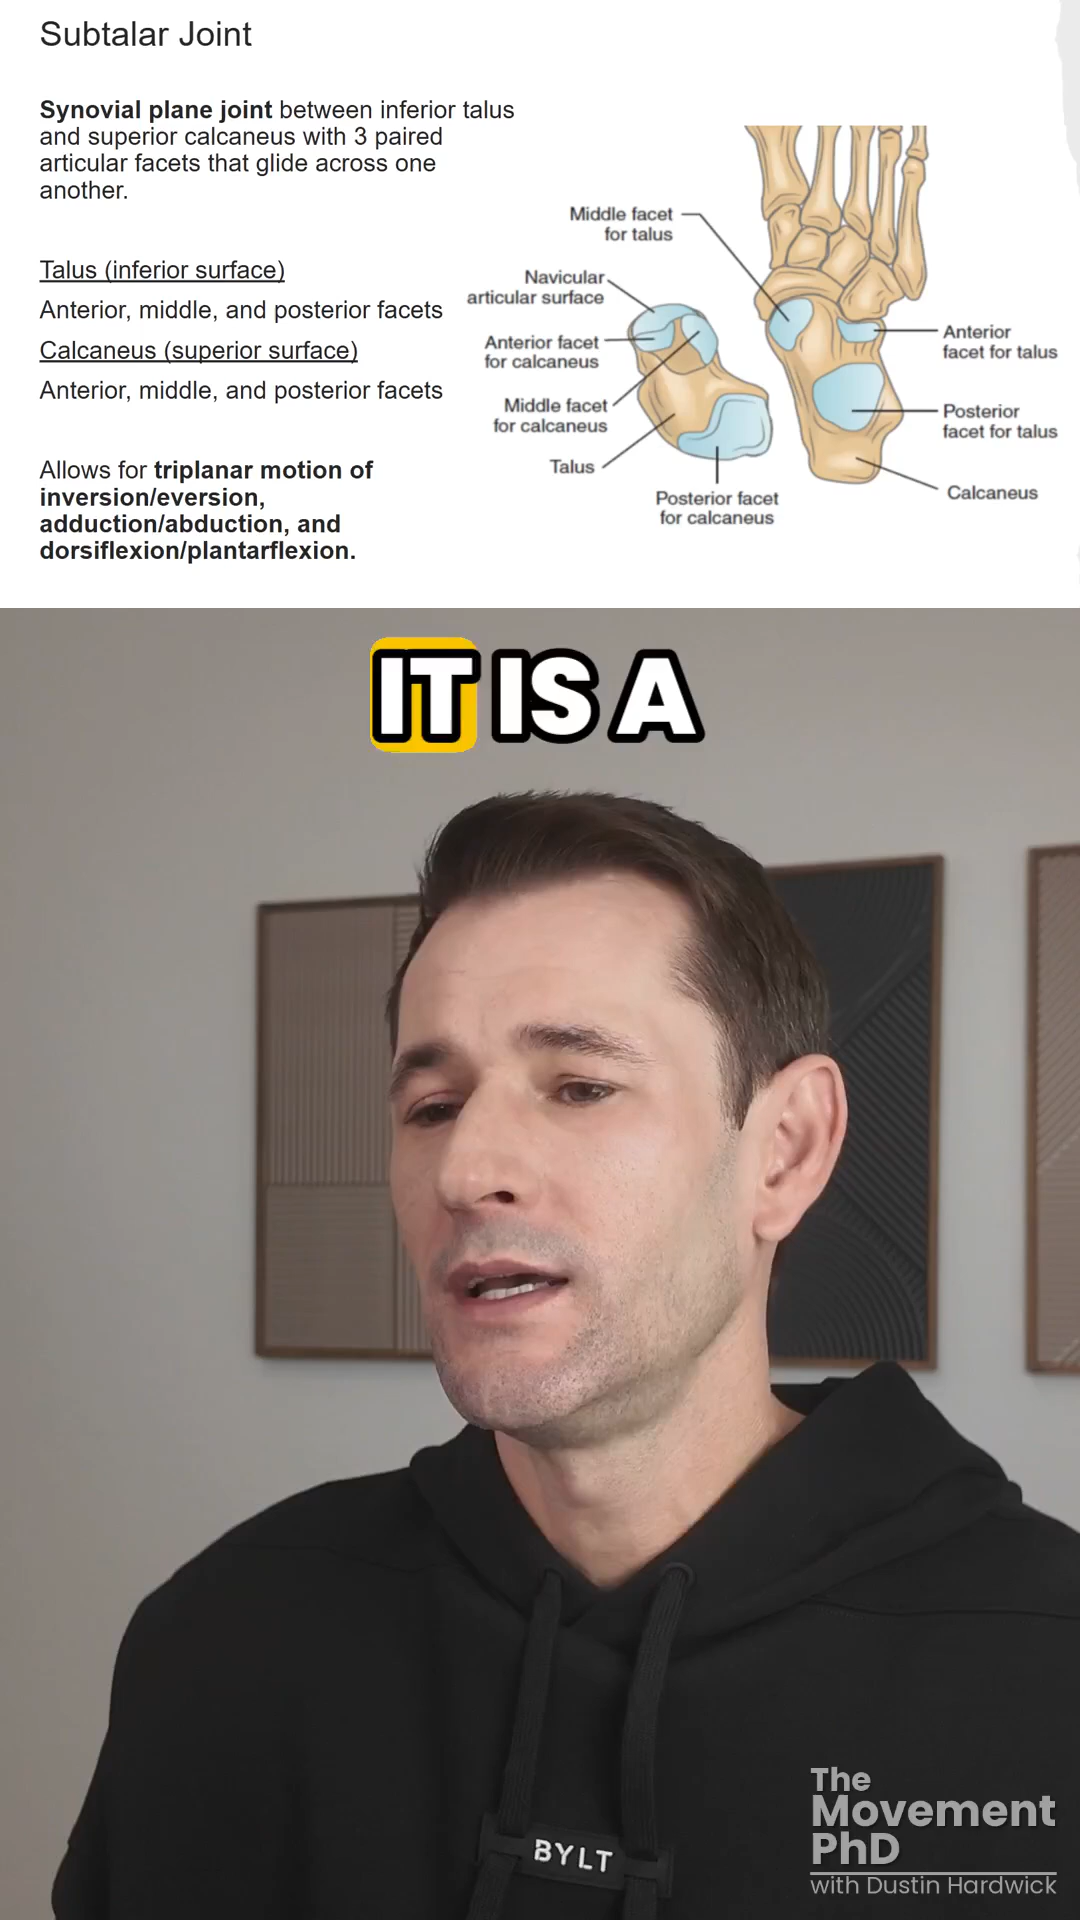 Subtalar Joint
Synovial plane joint between inferior talus
and superior calcaneus with 3 paired
articular facets that glide across one
another.
Talus (inferior surface)
Anterior, middle, and posterior facets
Calcaneus (superior surface)
Anterior, middle, and posterior facets
Allows for triplanar motion of
inversion/eversion,
adduction/abduction, and
dorsiflexion/plantarflexion.
Middle facet
for talus
Navicular
articular surface
Anterior facet
for calcaneus
Middle facet
for calcaneus
Talus
Posterior facet
for calcaneus
Anterior
facet for talus
Posterior
facet for talus
Calcaneus
IT IS A
BYLT
The
Movement
PhD
with Dustin Hardwick